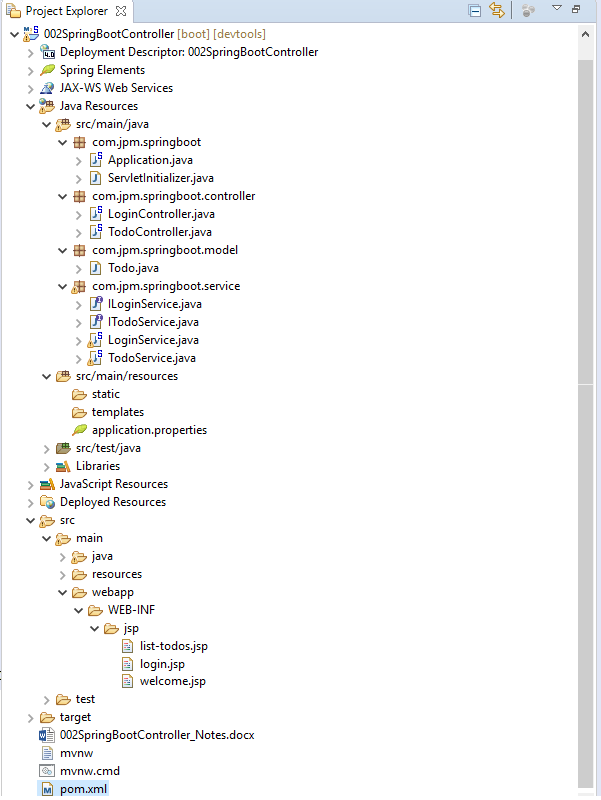 Project Explorer
002SpringBootController [boot] [devtools]
Deployment Descriptor: 002SpringBootController
Spring Elements
JAX-WS Web Services
Java Resources
src/main/java
com.jpm.springboot
Application.java
ServletInitializer.java
com.jpm.springboot.controller
LoginController.java
TodoController.java
com.jpm.springboot.model
Todo.java
com.jpm.springboot.service
ILoginService.java
ITodoService.java
LoginService.java
TodoService.java
src/main/resources
static
templates
application.properties
src/test/java
Libraries
JavaScript Resources
Deployed Resources
src
main
java
resources
webapp
WEB-INF
jsp
list-todos.jsp
login.jsp
welcome.jsp
test
target
002SpringBootController_Notes.docx
mvnw
mvnw.cmd
pom.xml